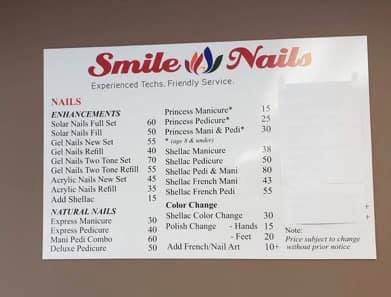 Smile Nails
Experienced Techs. Friendly Service.
NAILS
ENHANCEMENTS
Solar Nails Full Set 60
Solar Nails Fill 50
Gel Nails New Set 55
Gel Nails Refill 40
Gel Nails Two Tone Set 70
Gel Nails Two Tone Refill 55
Acrylic Nails New Set 45
Acrylic Nails Refill 35
Add Shellac 15
NATURAL NAILS
Express Manicure 30
Express Pedicure 40
Mani Pedi Combo 60
Deluxe Pedicure 50
Princess Manicure* 15
Princess Pedicure* 25
Princess Mani & Pedi* 30
* (age 8 & under)
Shellac Manicure 38
Shellac Pedicure 50
Shellac Pedi & Mani 80
Shellac French Mani 43
Shellac French Pedi 55
Color Change
Shellac Color Change 30
Polish Change - Hands 15
- Feet 20
Add French/Nail Art 10+
+
+
Note:
Price subject to change
without prior notice